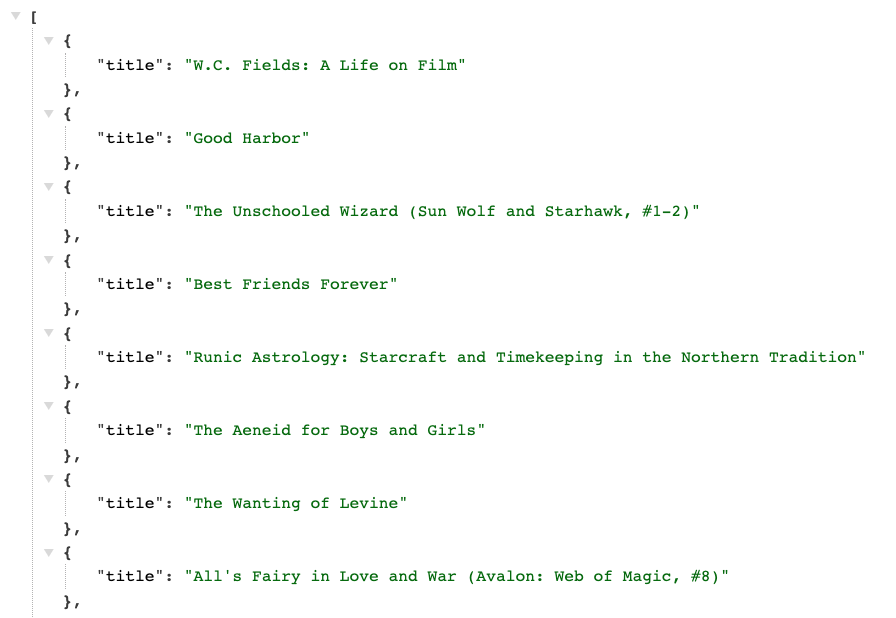 [
{
"title": "W.C. Fields: A Life on Film"
},
{
"title": "Good Harbor"
},
{
"title": "The Unschooled Wizard (Sun Wolf and Starhawk, #1-2)"
},
{
"title": "Best Friends Forever"
},
{
"title": "Runic Astrology: Starcraft and Timekeeping in the Northern Tradition"
},
{
"title": "The Aeneid for Boys and Girls"
},
{
"title": "The Wanting of Levine"
},
{
"title": "All's Fairy in Love and War (Avalon: Web of Magic, #8)"
},